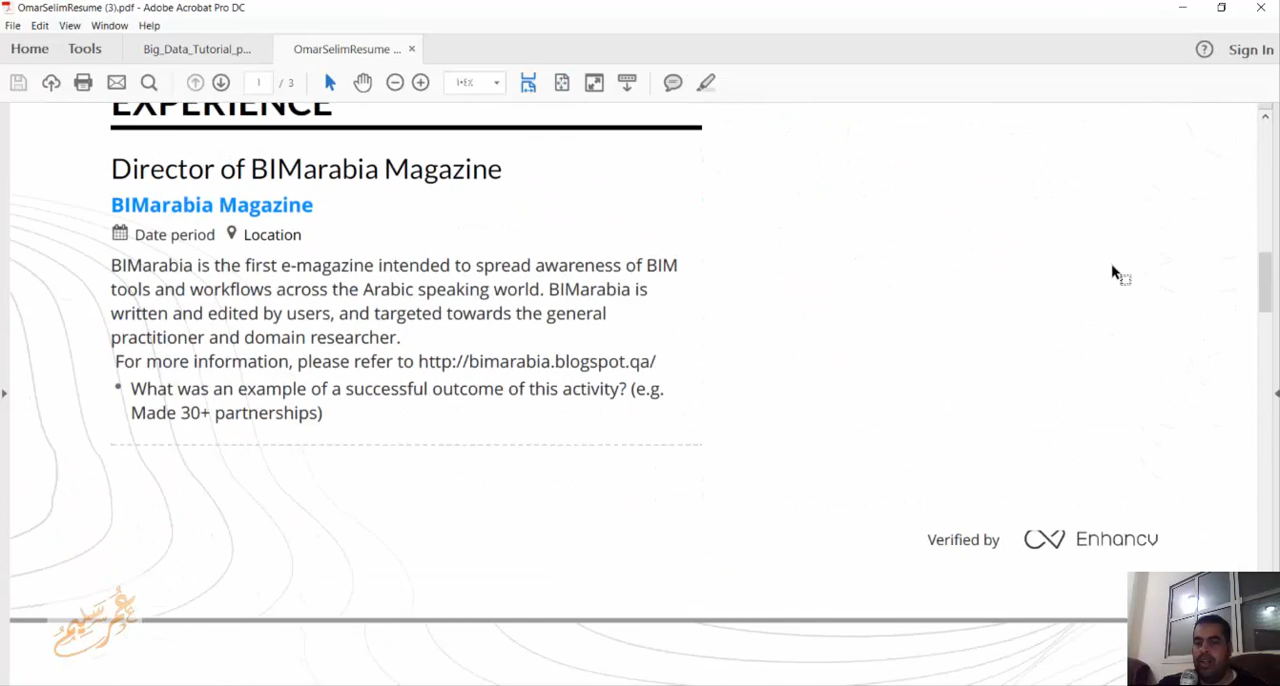 OmarSelimResume (3).pdf - Adobe Acrobat Pro DC
File Edit View Window Help
Home Tools Big_Data_Tutorial_p... OmarSelimResume ... × Sign In
1 / 3
EXPERIENCE
Director of BIMarabia Magazine
BIMarabia Magazine
Date period Location
BIMarabia is the first e-magazine intended to spread awareness of BIM
tools and workflows across the Arabic speaking world. BIMarabia is
written and edited by users, and targeted towards the general
practitioner and domain researcher.
For more information, please refer to http://bimarabia.blogspot.qa/
• What was an example of a successful outcome of this activity? (e.g.
Made 30+ partnerships)
Verified by Enhancv
عُمر سَليم